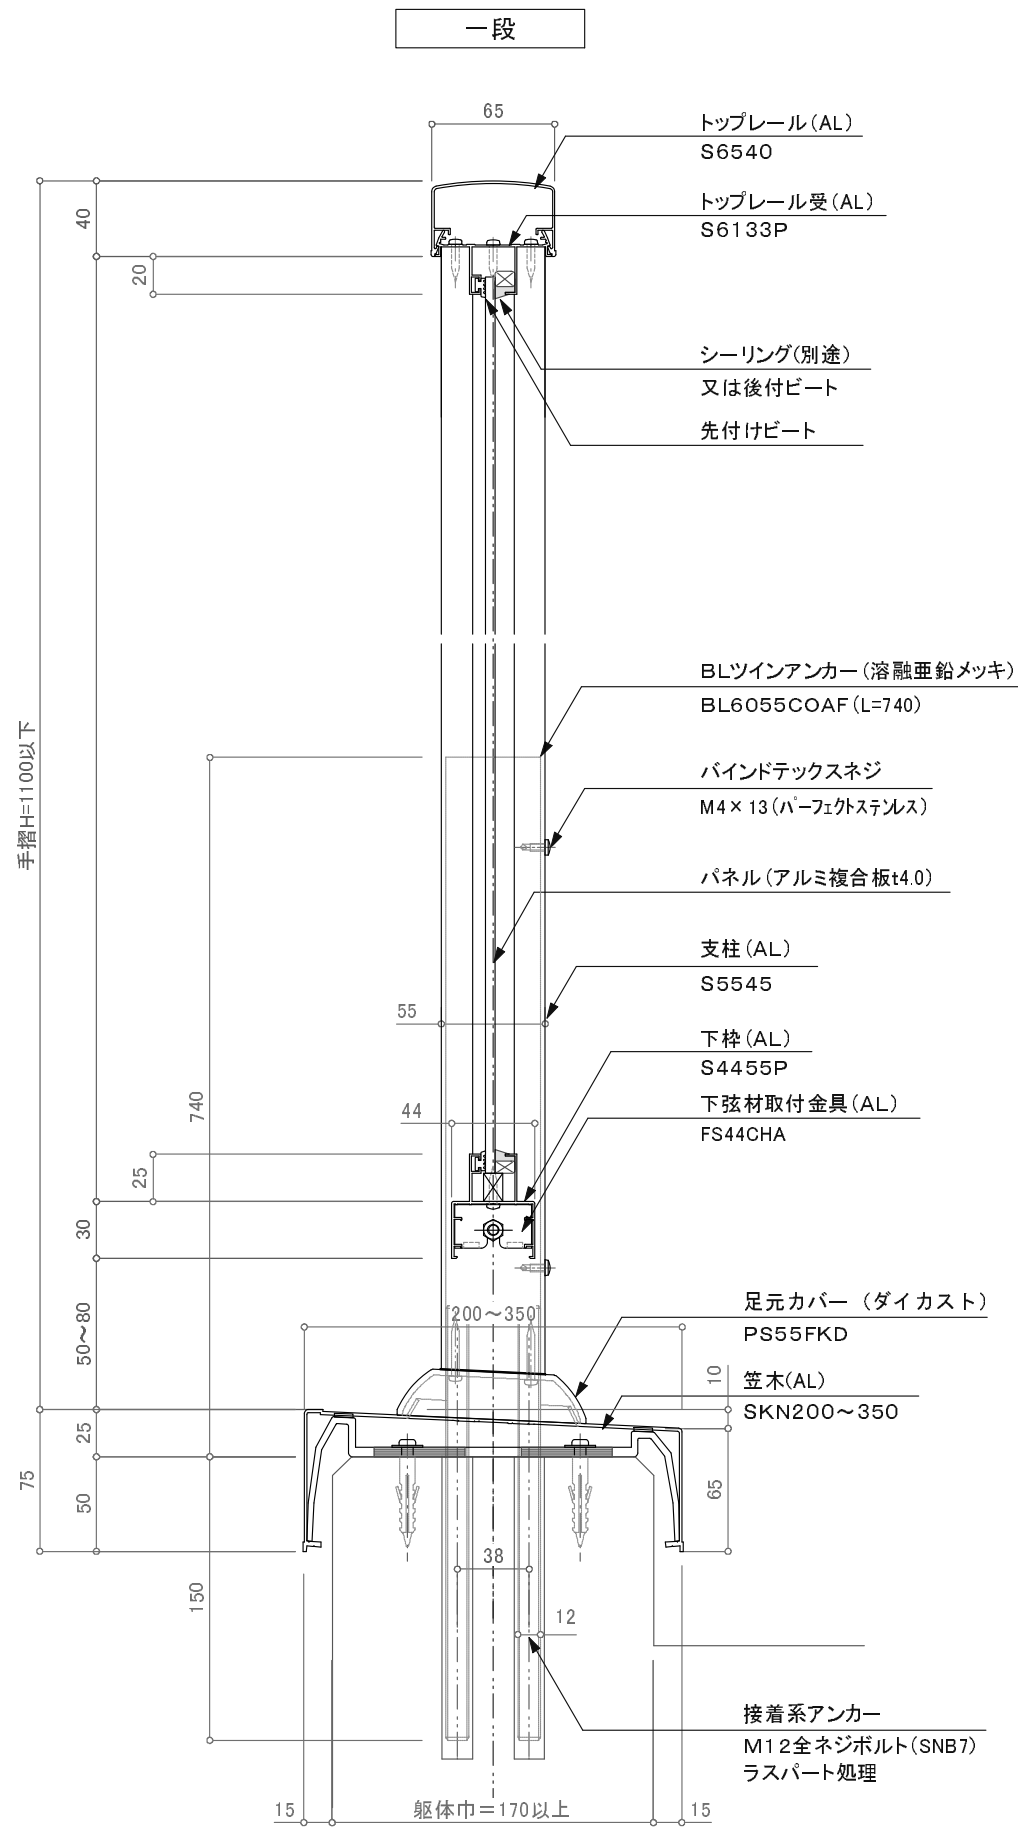 一段
65
トップレール(AL)
S6540
40
トップレール受(AL)
S6133P
20
シーリング(別途)
又は後付ビート
先付けビート
BLツインアンカー(溶融亜鉛メッキ)
BL6055COAF(L=740)
手摺H=1100以下
バインドテックスネジ
M4×13(パーフェクトステンレス)
パネル(アルミ複合板t4.0)
支柱(AL)
S5545
55
下枠(AL)
S4455P
740
44
下弦材取付金具(AL)
FS44CHA
25
30
足元カバー (ダイカスト)
PS55FKD
200～350
50～80
10
笠木(AL)
SKN200～350
25
75
50
65
38
150
12
接着系アンカー
M12全ネジボルト(SNB7)
ラスパート処理
15
躯体巾＝170以上
15